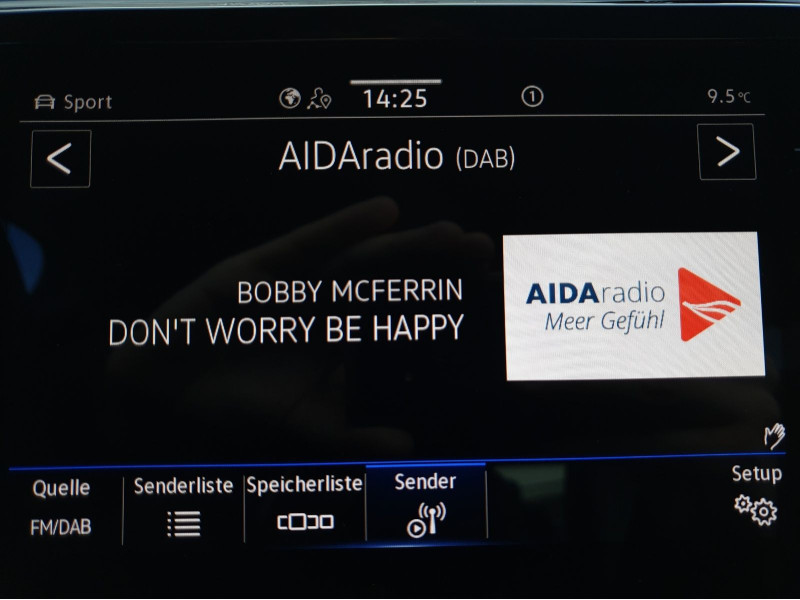 Sport 14:25 1 9.5°C
< AIDAradio (DAB) >
BOBBY MCFERRIN
DON'T WORRY BE HAPPY
AIDAradio
Meer Gefühl
Quelle Senderliste Speicherliste Sender Setup
FM/DAB